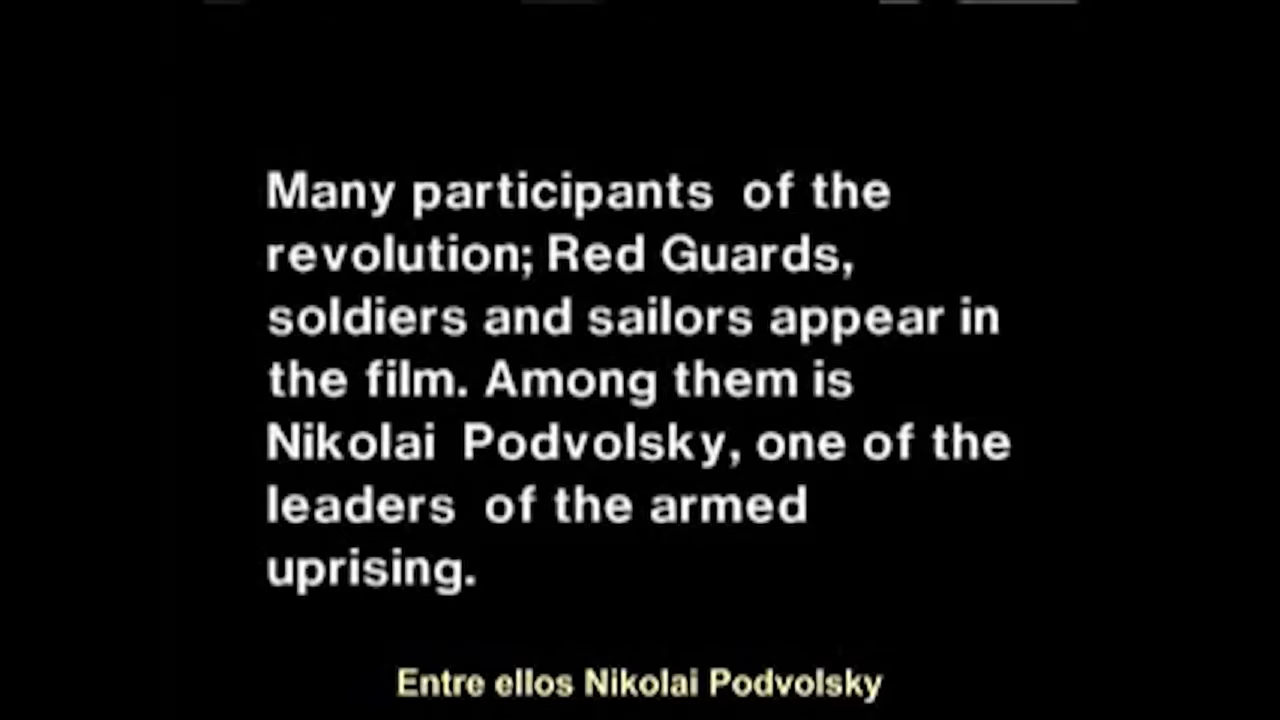 Many participants of the
revolution; Red Guards,
soldiers and sailors appear in
the film. Among them is
Nikolai Podvolsky, one of the
leaders of the armed
uprising.
Entre ellos Nikolai Podvolsky